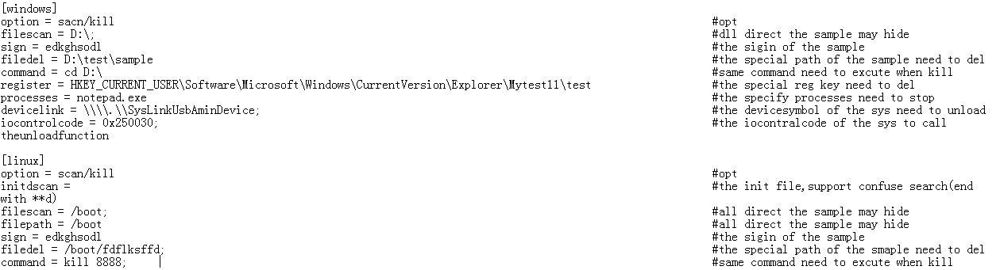 [windows]
option = sacn/kill #opt
filescan = D:\; #dll direct the sample may hide
sign = edkghsodl #the sigin of the sample
filedel = D:\test\sample #the special path of the sample need to del
command = cd D:\ #same command need to excute when kill
register = HKEY_CURRENT_USER\Software\Microsoft\Windows\CurrentVersion\Explorer\Mytest11\test #the special reg key need to del
processes = notepad.exe #the specify processes need to stop
devicelink = \\\\.\\SysLinkUsbAminDevice; #the devicesymbol of the sys need to unload
iocontrolcode = 0x250030; #the iocontralcode of the sys to call
theunloadfunction
[linux]
option = scan/kill #opt
initdscan = #the init file,support confuse search(end
with **d)
filescan = /boot; #all direct the sample may hide
filepath = /boot #all direct the sample may hide
sign = edkghsodl #the sigin of the sample
filedel = /boot/fdflksffd; #the special path of the smaple need to del
command = kill 8888; #same command need to excute when kill